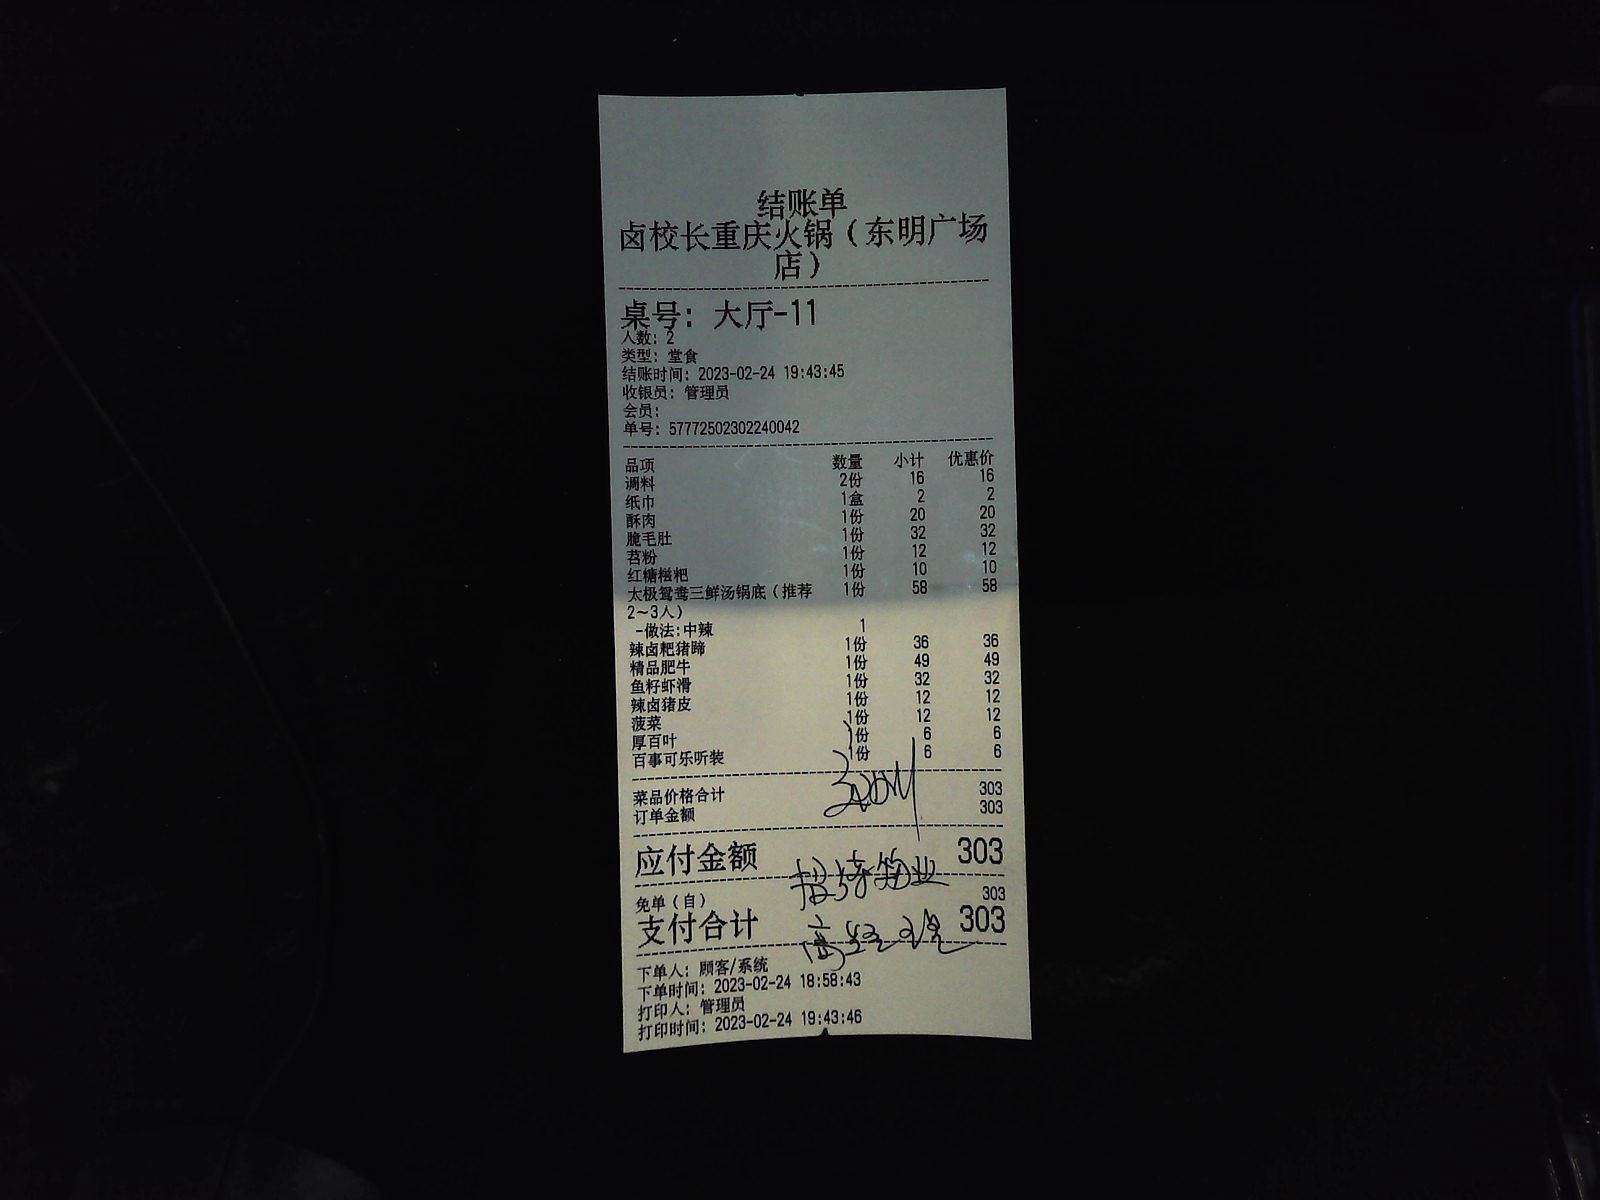 结账单
卤校长重庆火锅（东明广场
店）
桌号: 大厅-11
人数: 2
类型: 堂食
结账时间: 2023-02-24 19:43:45
收银员: 管理员
会员:
单号: 57772502302240042
品项 数量 小计 优惠价
调料 2份 16 16
纸巾 1盒 2 2
酥肉 1份 20 20
脆毛肚 1份 32 32
苕粉 1份 12 12
红糖糍粑 1份 10 10
太极鸳鸯三鲜汤锅底（推荐 1份 58 58
2~3人）
-做法:中辣 1
辣卤粑猪蹄 1份 36 36
精品肥牛 1份 49 49
鱼籽虾滑 1份 32 32
辣卤猪皮 1份 12 12
菠菜 1份 12 12
厚百叶 1份 6 6
百事可乐听装 1份 6 6
菜品价格合计 303
订单金额 303
应付金额 303
招待物业
免单（自） 303
支付合计 303
高经理
下单人: 顾客/系统
下单时间: 2023-02-24 18:58:43
打印人: 管理员
打印时间: 2023-02-24 19:43:46